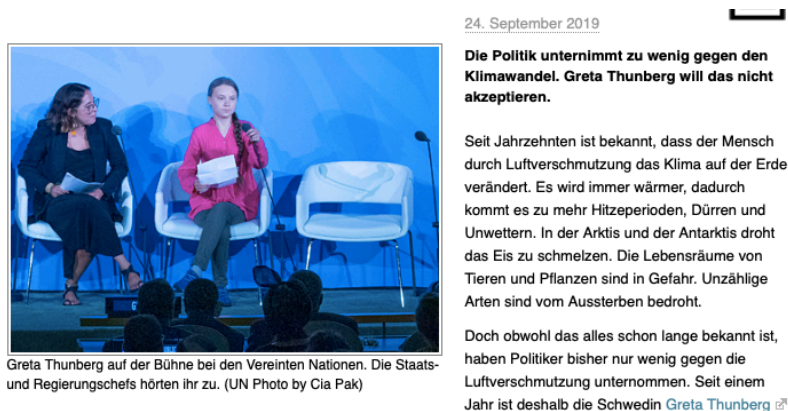 24. September 2019
Die Politik unternimmt zu wenig gegen den
Klimawandel. Greta Thunberg will das nicht
akzeptieren.
Seit Jahrzehnten ist bekannt, dass der Mensch
durch Luftverschmutzung das Klima auf der Erde
verändert. Es wird immer wärmer, dadurch
kommt es zu mehr Hitzeperioden, Dürren und
Unwettern. In der Arktis und der Antarktis droht
das Eis zu schmelzen. Die Lebensräume von
Tieren und Pflanzen sind in Gefahr. Unzählige
Arten sind vom Aussterben bedroht.
Doch obwohl das alles schon lange bekannt ist,
haben Politiker bisher nur wenig gegen die
Luftverschmutzung unternommen. Seit einem
Jahr ist deshalb die Schwedin Greta Thunberg
Greta Thunberg auf der Bühne bei den Vereinten Nationen. Die Staats-
und Regierungschefs hörten ihr zu. (UN Photo by Cia Pak)